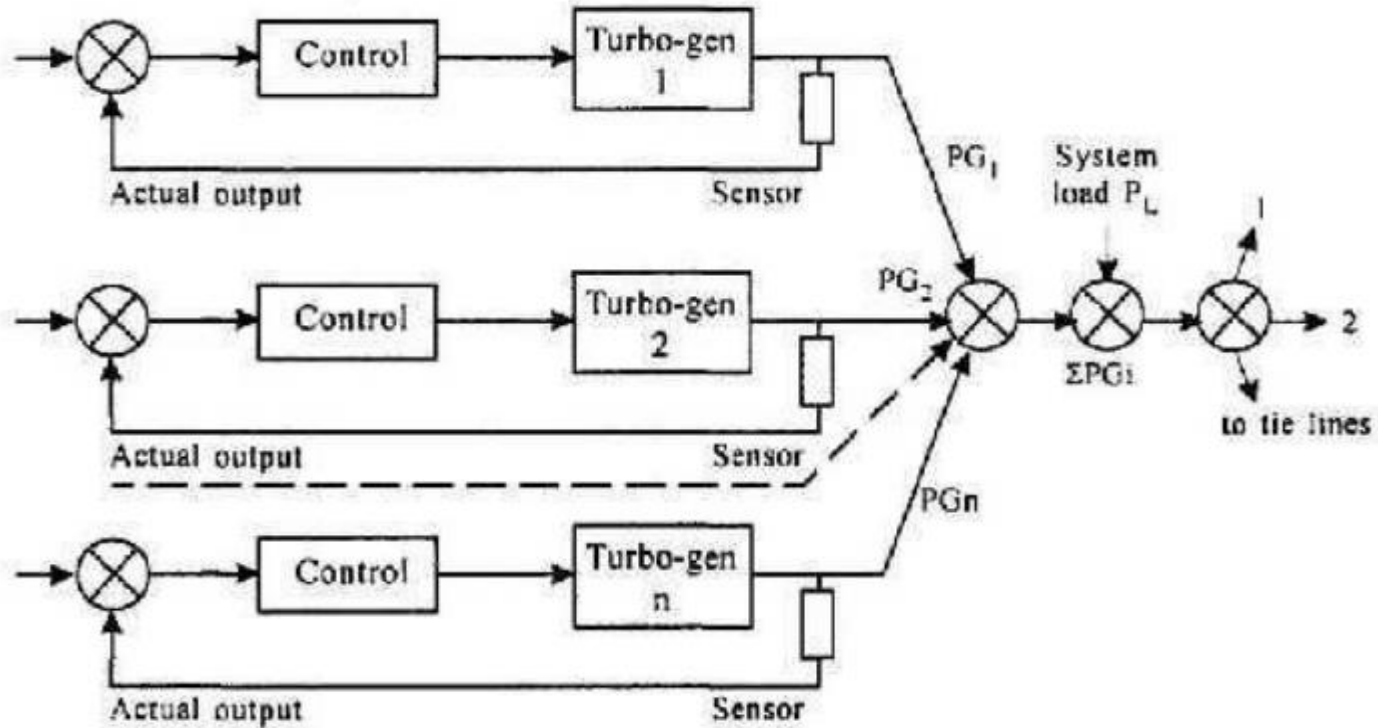 Control
Turbo-gen
1
Actual output
Sensor
PG₁
System
load P_L
1
Control
Turbo-gen
2
Actual output
Sensor
PG₂
ΣPGi
2
to tie lines
Control
Turbo-gen
n
Actual output
Sensor
PGn